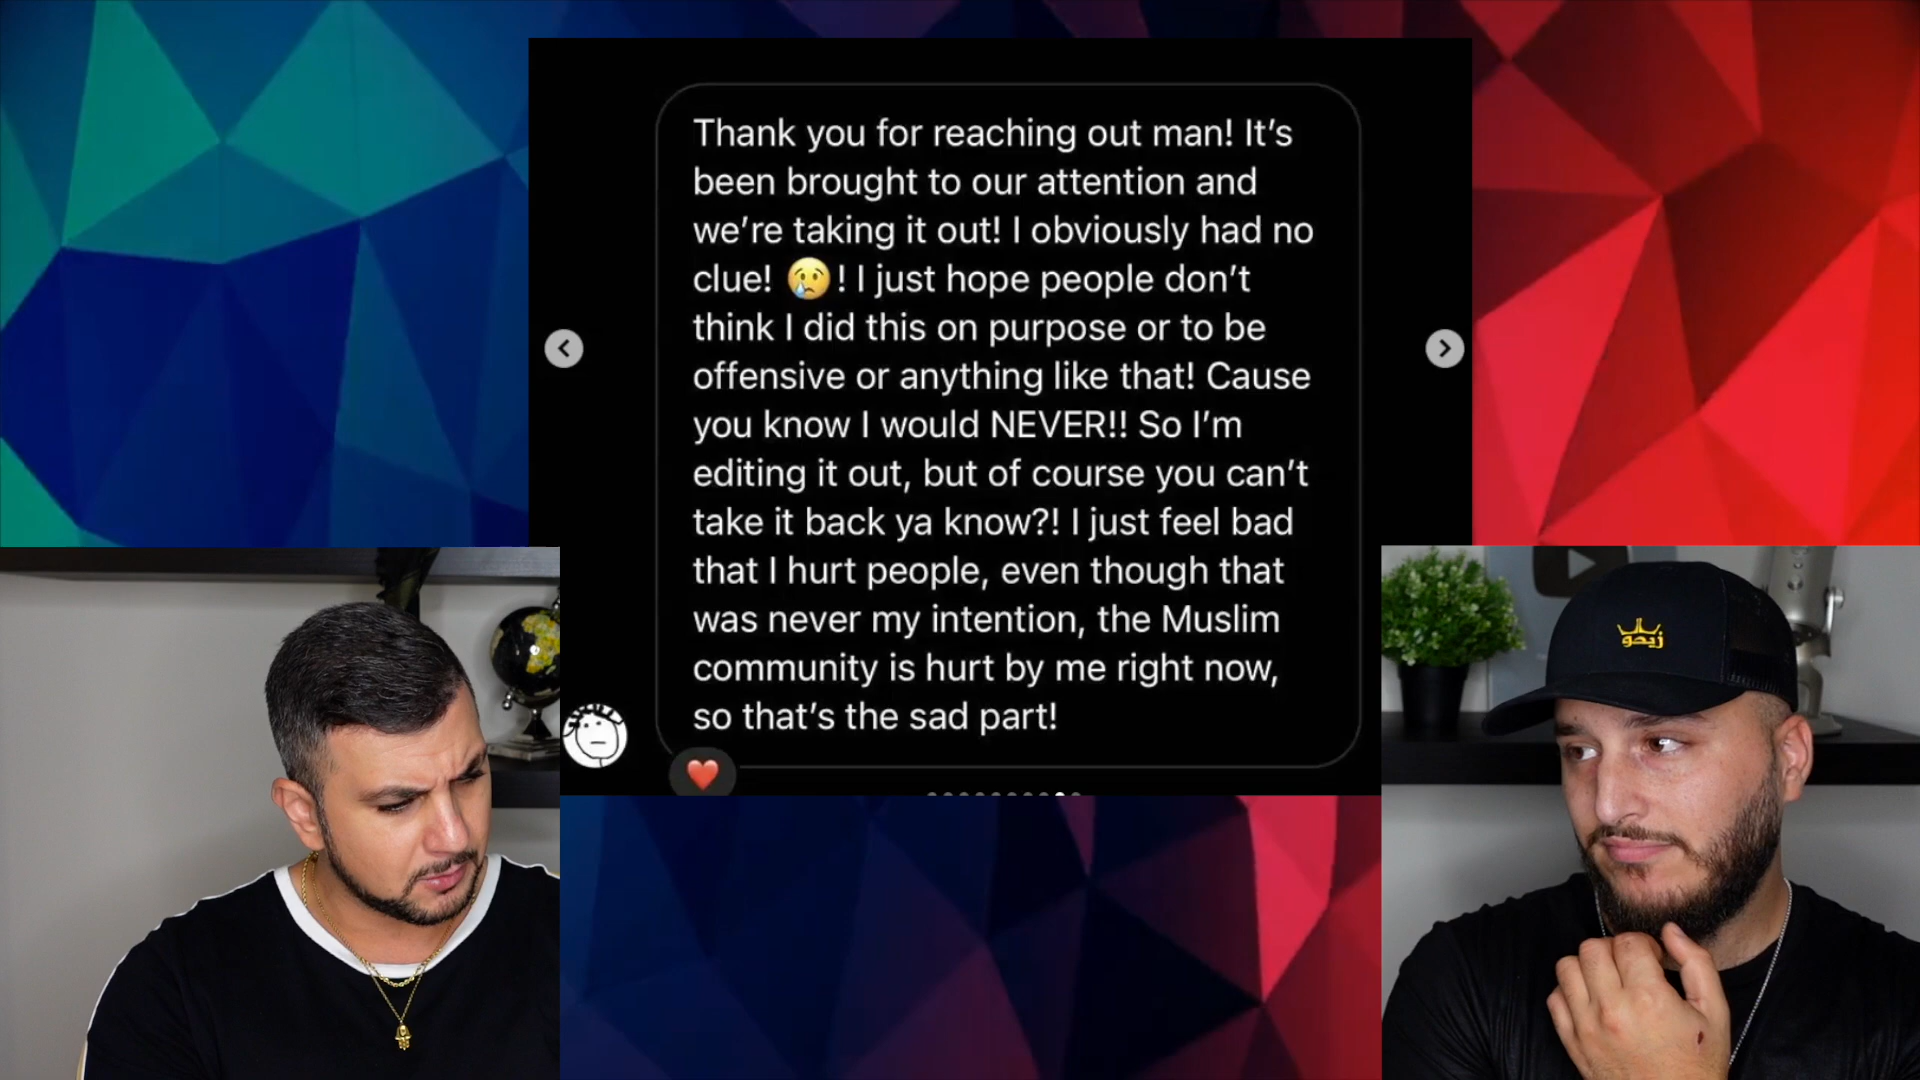 Thank you for reaching out man! It’s
been brought to our attention and
we’re taking it out! I obviously had no
clue! 😢! I just hope people don’t
think I did this on purpose or to be
offensive or anything like that! Cause
you know I would NEVER!! So I’m
editing it out, but of course you can’t
take it back ya know?! I just feel bad
that I hurt people, even though that
was never my intention, the Muslim
community is hurt by me right now,
so that’s the sad part!
زيحو